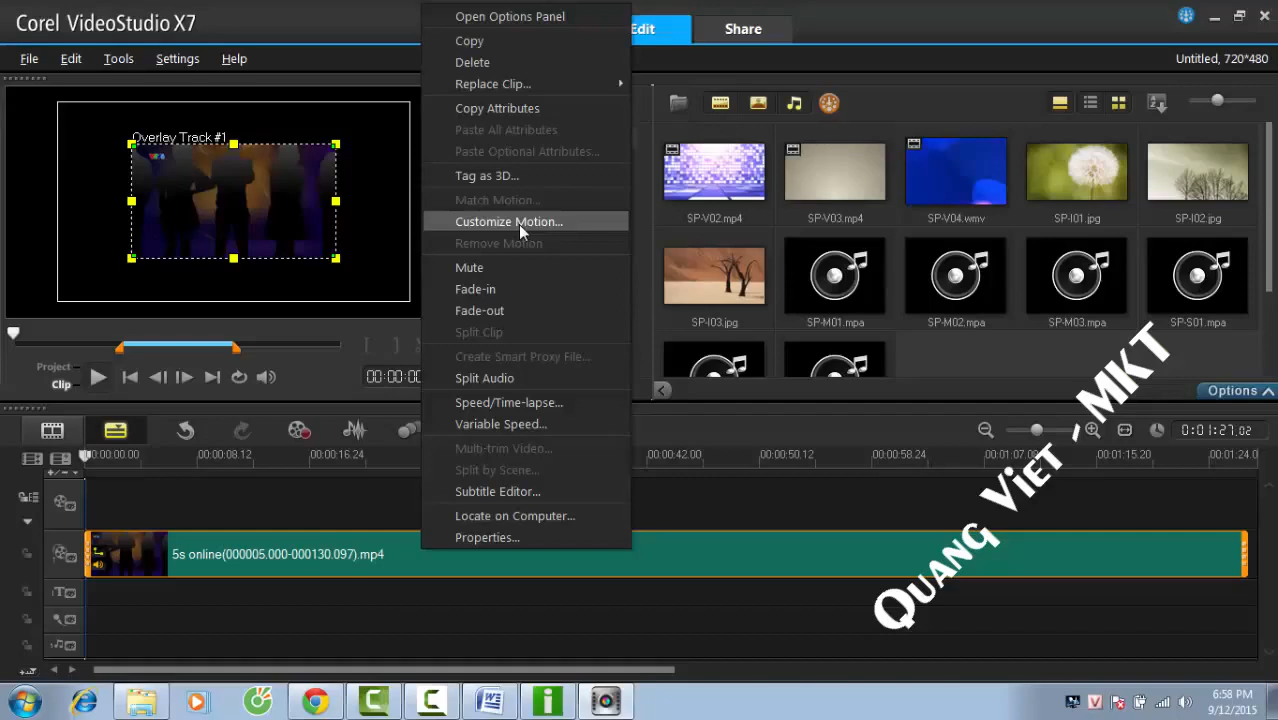 Corel VideoStudio X7
Edit
Share
File
Edit
Tools
Settings
Help
Untitled, 720*480
Open Options Panel
Copy
Delete
Replace Clip...
Copy Attributes
Paste All Attributes
Paste Optional Attributes...
Tag as 3D...
Match Motion...
Customize Motion...
Remove Motion
Mute
Fade-in
Fade-out
Split Clip
Create Smart Proxy File...
Split Audio
Speed/Time-lapse...
Variable Speed...
Multi-trim Video...
Split by Scene...
Subtitle Editor...
Locate on Computer...
Properties...
Overlay Track #1
SP-V02.mp4
SP-V03.mp4
SP-V04.wmv
SP-I01.jpg
SP-I02.jpg
SP-I03.jpg
SP-M01.mpa
SP-M02.mpa
SP-M03.mpa
SP-S01.mpa
Project
Clip
00:00:0
Options
0:01:27.02
00:00:00.00
00:00:08.12
00:00:16.24
00:00:42.00
00:00:50.12
00:00:58.24
00:01:07.0
00:01:15.20
00:01:24.0
5s online(000005.000-000130.097).mp4
Quang Viet - MKT
6:58 PM
9/12/2015